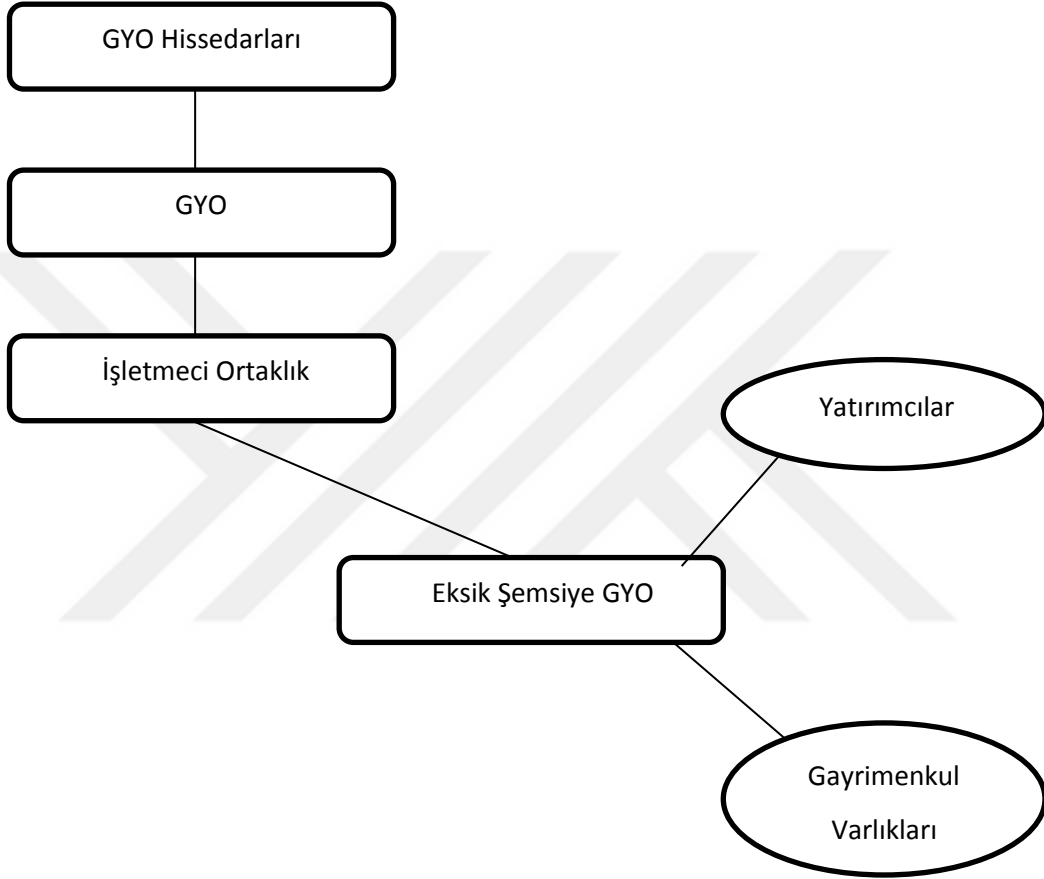 GYO Hissedarları
GYO
İşletmeci Ortaklık
Yatırımcılar
Eksik Şemsiye GYO
Gayrimenkul
Varlıkları